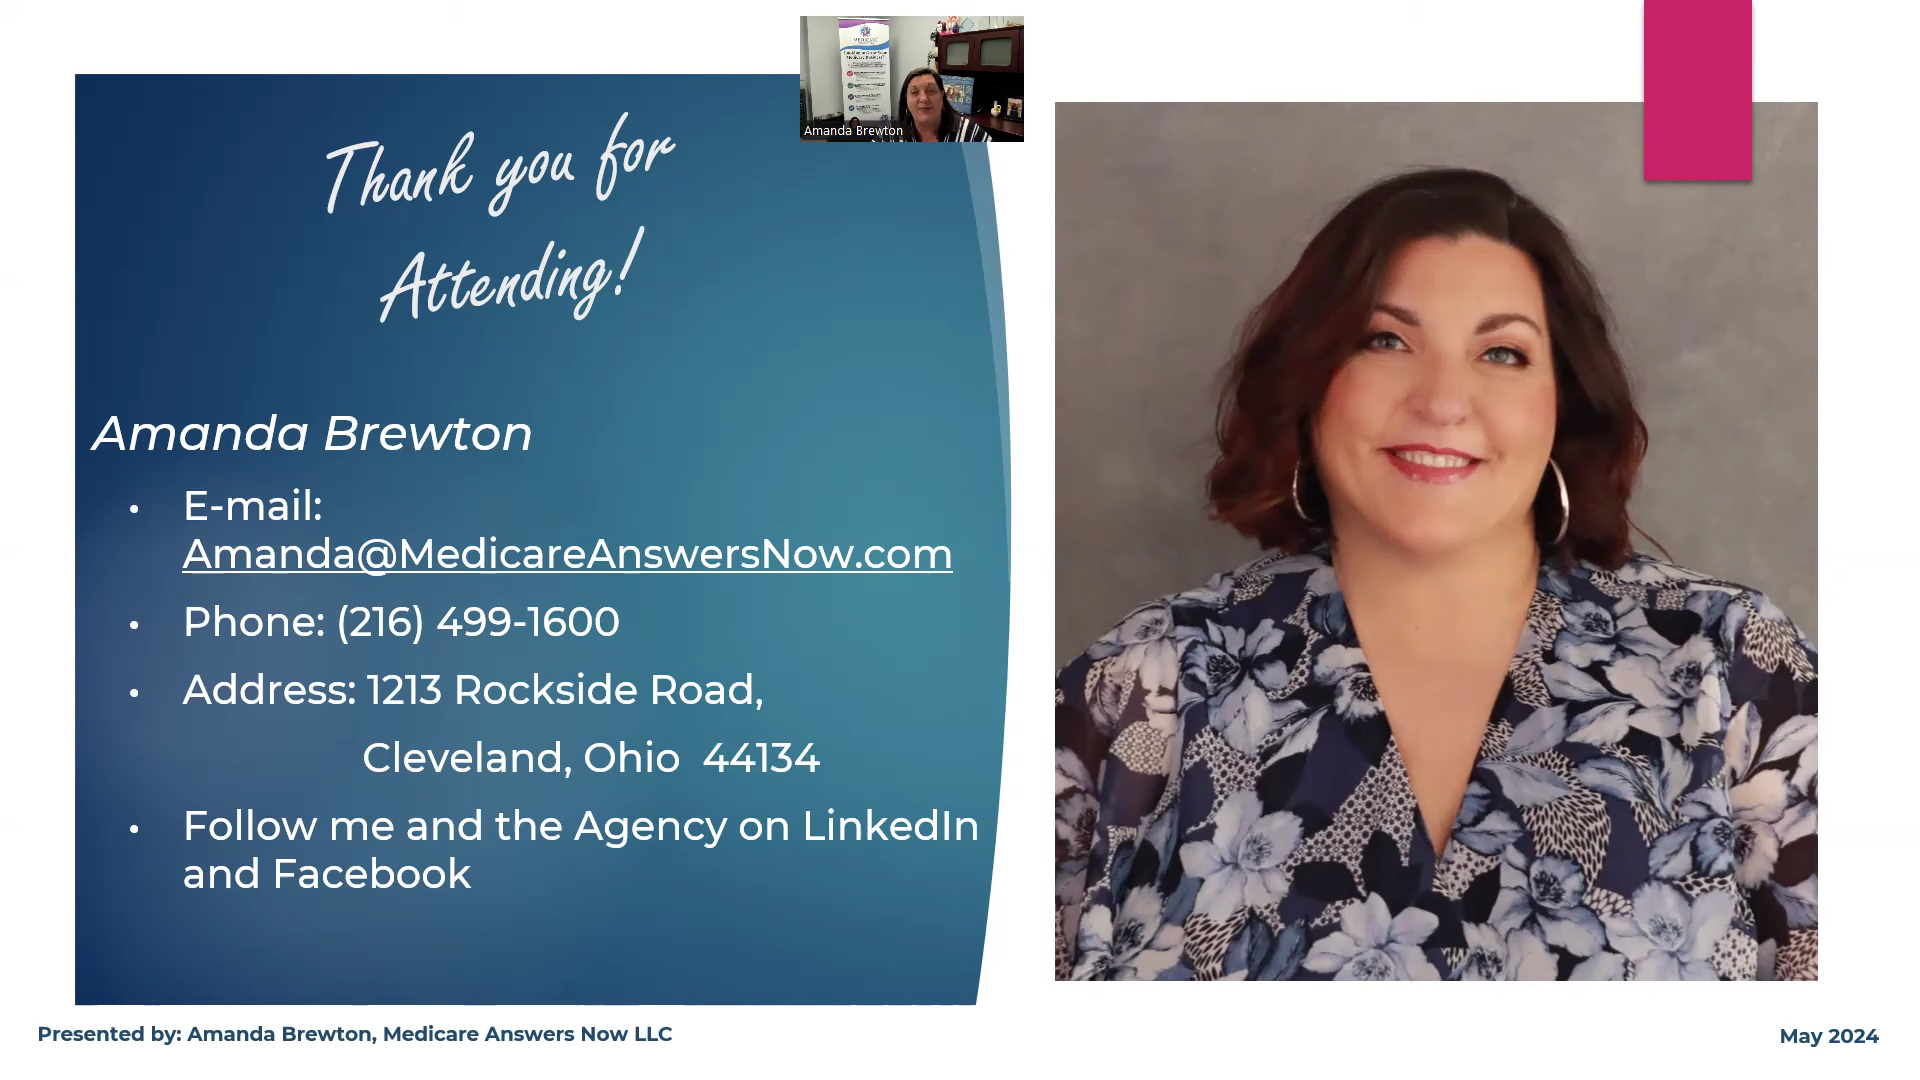 MEDICARE
Amanda Brewton
Thank you for
Attending!
Amanda Brewton
• E-mail:
Amanda@MedicareAnswersNow.com
• Phone: (216) 499-1600
• Address: 1213 Rockside Road,
Cleveland, Ohio 44134
• Follow me and the Agency on LinkedIn
and Facebook
Presented by: Amanda Brewton, Medicare Answers Now LLC
May 2024